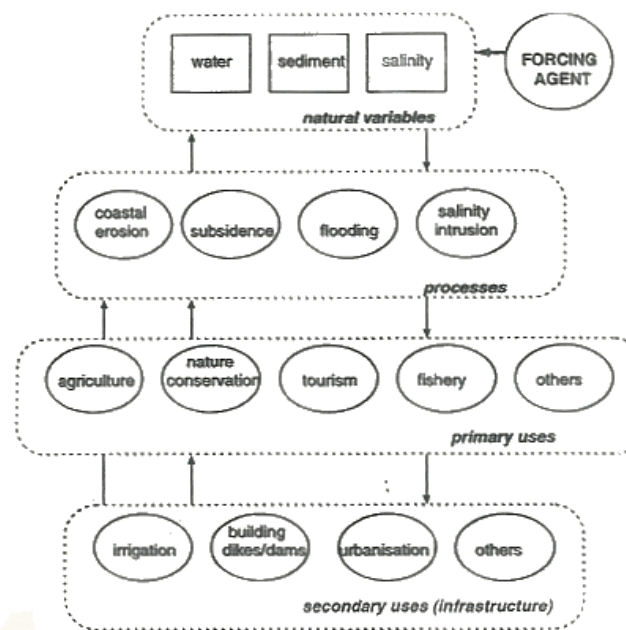 water
sediment
salinity
FORCING
AGENT
natural variables
coastal
erosion
subsidence
flooding
salinity
intrusion
processes
agriculture
nature
conservation
tourism
fishery
others
primary uses
irrigation
building
dikes/dams
urbanisation
others
secondary uses (infrastructure)